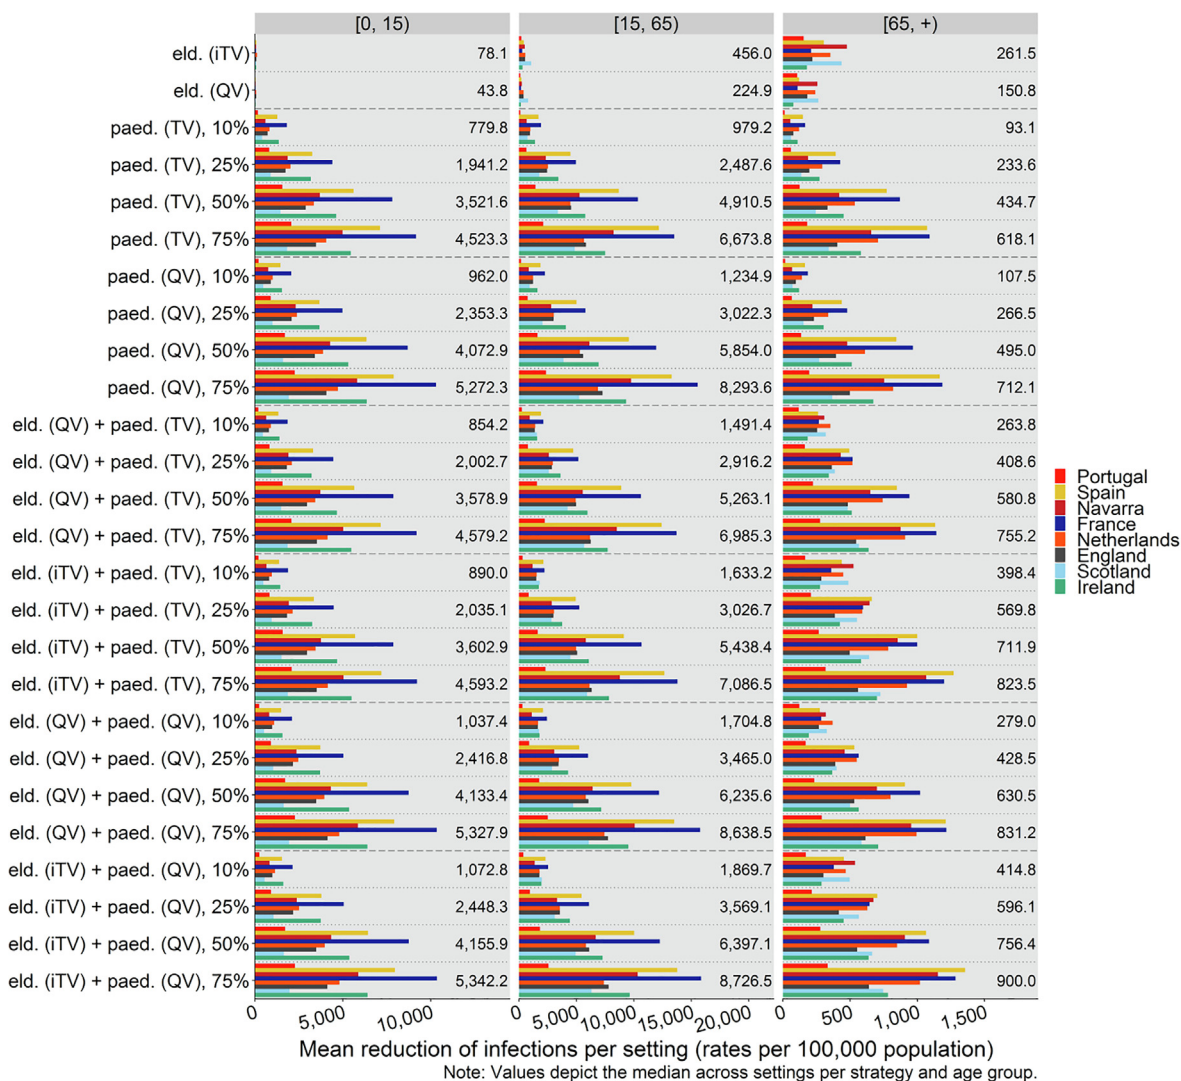 [0, 15) [15, 65) [65, +)
eld. (iTV) 78.1 456.0 261.5
eld. (QV) 43.8 224.9 150.8
paed. (TV), 10% 779.8 979.2 93.1
paed. (TV), 25% 1,941.2 2,487.6 233.6
paed. (TV), 50% 3,521.6 4,910.5 434.7
paed. (TV), 75% 4,523.3 6,673.8 618.1
paed. (QV), 10% 962.0 1,234.9 107.5
paed. (QV), 25% 2,353.3 3,022.3 266.5
paed. (QV), 50% 4,072.9 5,854.0 495.0
paed. (QV), 75% 5,272.3 8,293.6 712.1
eld. (QV) + paed. (TV), 10% 854.2 1,491.4 263.8
eld. (QV) + paed. (TV), 25% 2,002.7 2,916.2 408.6
eld. (QV) + paed. (TV), 50% 3,578.9 5,263.1 580.8
eld. (QV) + paed. (TV), 75% 4,579.2 6,985.3 755.2
eld. (iTV) + paed. (TV), 10% 890.0 1,633.2 398.4
eld. (iTV) + paed. (TV), 25% 2,035.1 3,026.7 569.8
eld. (iTV) + paed. (TV), 50% 3,602.9 5,438.4 711.9
eld. (iTV) + paed. (TV), 75% 4,593.2 7,086.5 823.5
eld. (QV) + paed. (QV), 10% 1,037.4 1,704.8 279.0
eld. (QV) + paed. (QV), 25% 2,416.8 3,465.0 428.5
eld. (QV) + paed. (QV), 50% 4,133.4 6,235.6 630.5
eld. (QV) + paed. (QV), 75% 5,327.9 8,638.5 831.2
eld. (iTV) + paed. (QV), 10% 1,072.8 1,869.7 414.8
eld. (iTV) + paed. (QV), 25% 2,448.3 3,569.1 596.1
eld. (iTV) + paed. (QV), 50% 4,155.9 6,397.1 756.4
eld. (iTV) + paed. (QV), 75% 5,342.2 8,726.5 900.0
0 5,000 10,000 0 5,000 10,000 15,000 20,000 0 500 1,000 1,500
Mean reduction of infections per setting (rates per 100,000 population)
Note: Values depict the median across settings per strategy and age group.
Portugal
Spain
Navarra
France
Netherlands
England
Scotland
Ireland